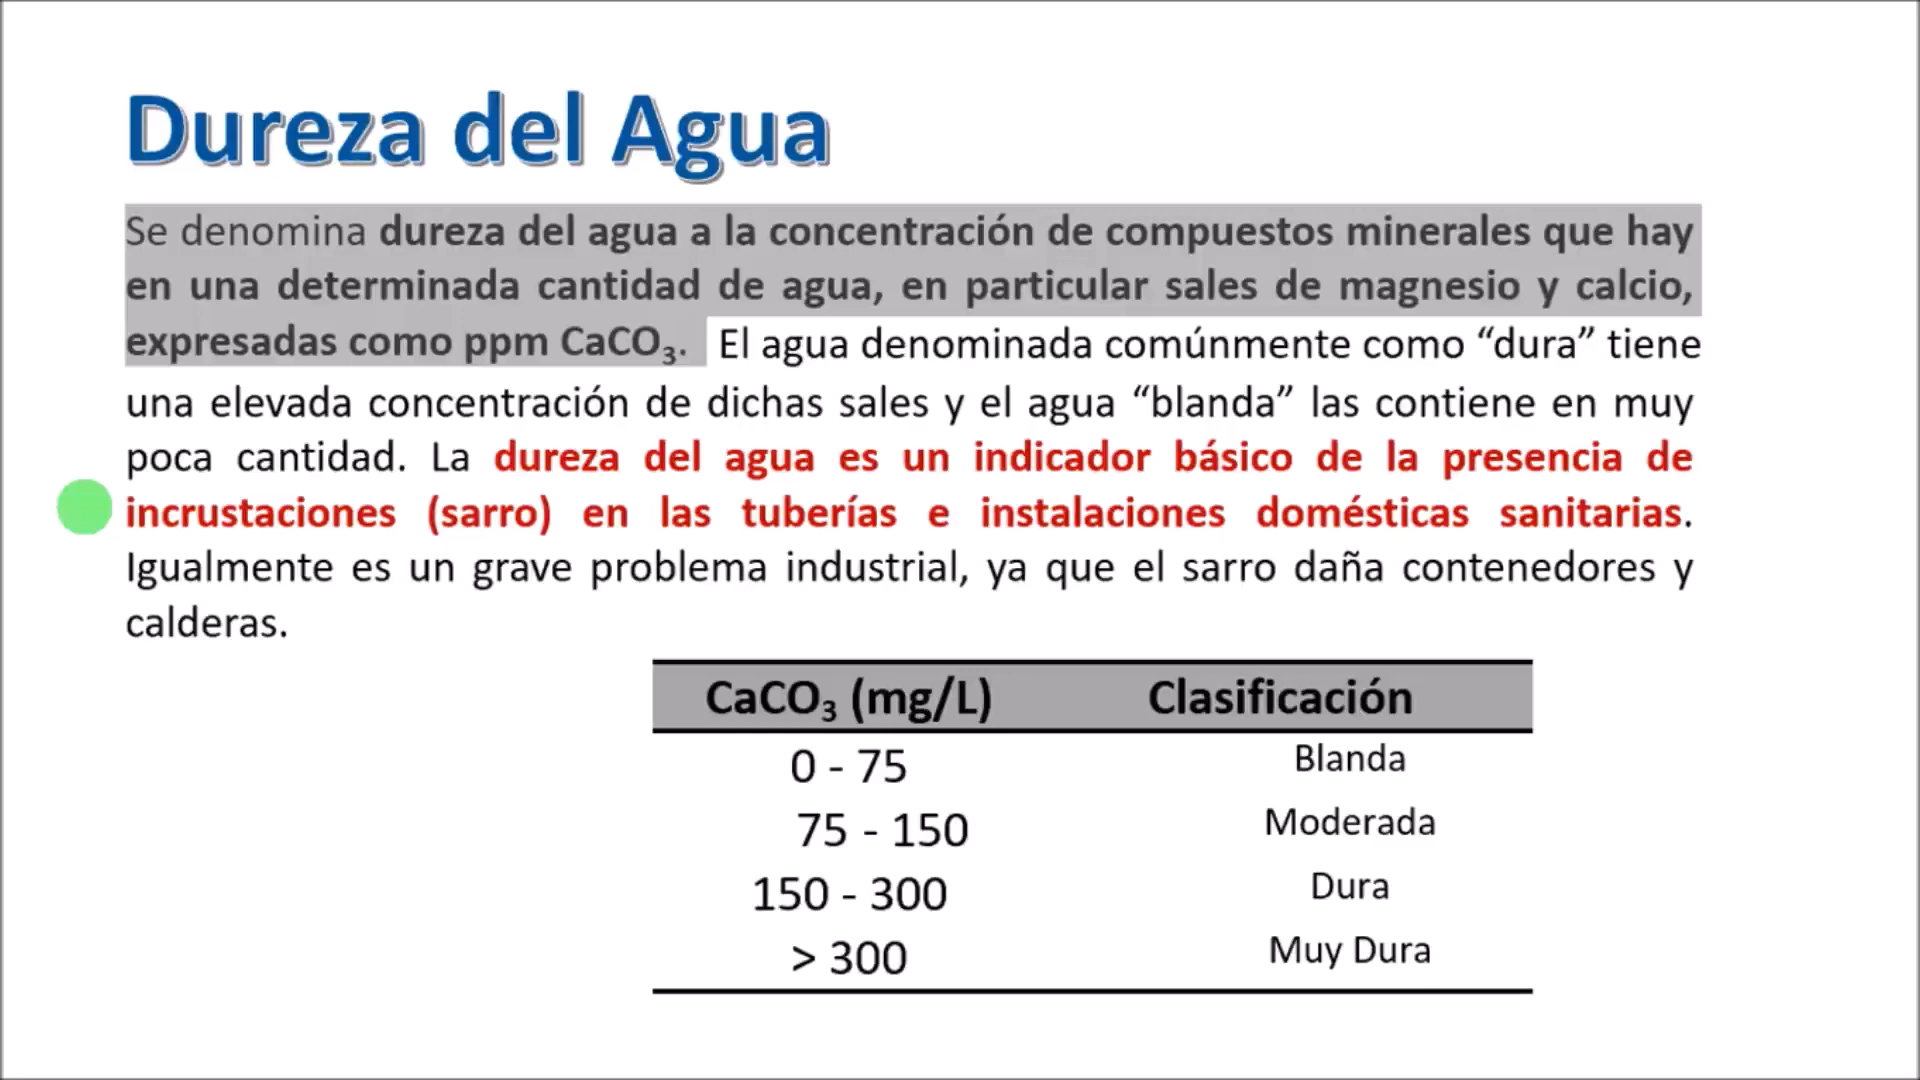 Dureza del Agua
Se denomina dureza del agua a la concentración de compuestos minerales que hay
en una determinada cantidad de agua, en particular sales de magnesio y calcio,
expresadas como ppm CaCO₃. El agua denominada comúnmente como “dura” tiene
una elevada concentración de dichas sales y el agua “blanda” las contiene en muy
poca cantidad. La dureza del agua es un indicador básico de la presencia de
incrustaciones (sarro) en las tuberías e instalaciones domésticas sanitarias.
Igualmente es un grave problema industrial, ya que el sarro daña contenedores y
calderas.
CaCO₃ (mg/L) Clasificación
0 - 75 Blanda
75 - 150 Moderada
150 - 300 Dura
> 300 Muy Dura